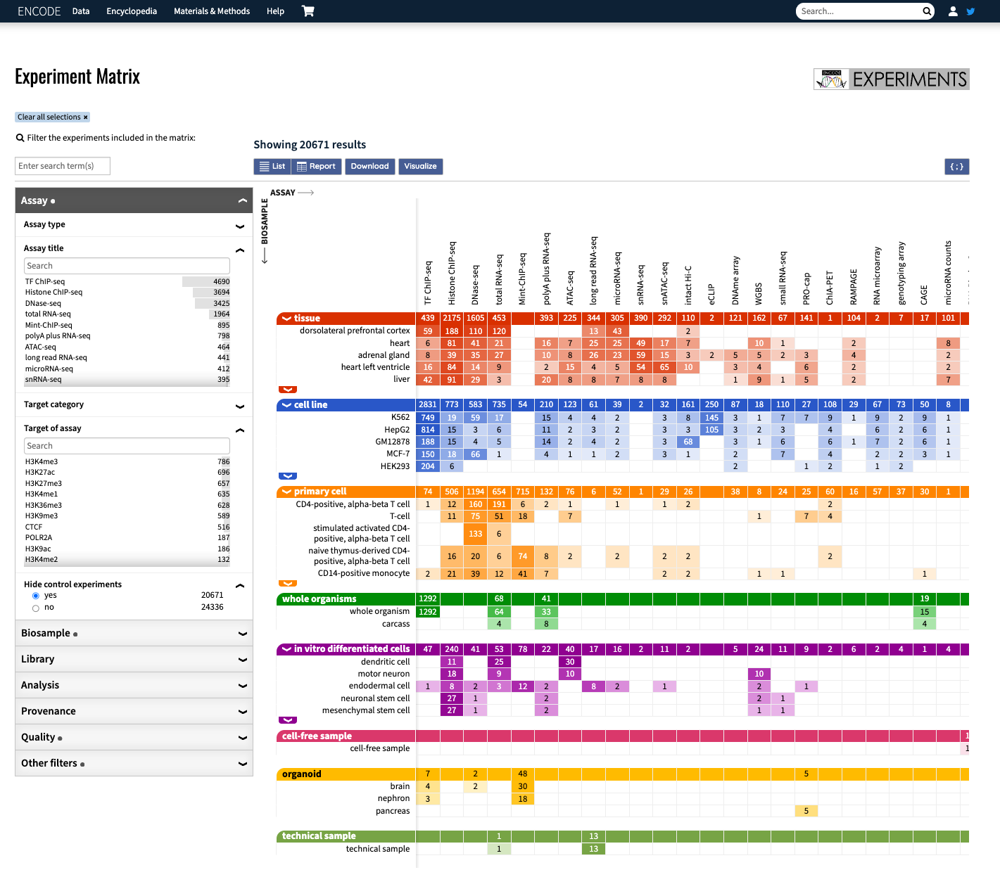 ENCODE Data Encyclopedia Materials & Methods Help Search...
Experiment Matrix
ENCODE EXPERIMENTS
Clear all selections ×
Filter the experiments included in the matrix:
Enter search term(s)
Showing 20671 results
List Report Download Visualize {;}
Assay
Assay type
Assay title
Search
TF ChIP-seq 4690
Histone ChIP-seq 3694
DNase-seq 3425
total RNA-seq 1964
Mint-ChIP-seq 895
polyA plus RNA-seq 798
ATAC-seq 464
long read RNA-seq 441
microRNA-seq 412
snRNA-seq 395
Target category
Target of assay
Search
H3K4me3 786
H3K27ac 696
H3K27me3 657
H3K4me1 635
H3K36me3 628
H3K9me3 589
CTCF 516
POLR2A 187
H3K9ac 186
H3K4me2 132
Hide control experiments
yes 20671
no 24336
Biosample
Library
Analysis
Provenance
Quality
Other filters
ASSAY
BIOSAMPLE
TF ChIP-seq
Histone ChIP-seq
DNase-seq
total RNA-seq
Mint-ChIP-seq
polyA plus RNA-seq
ATAC-seq
long read RNA-seq
microRNA-seq
snRNA-seq
snATAC-seq
intact Hi-C
eCLIP
DNAme array
WGBS
small RNA-seq
PRO-cap
ChIA-PET
RAMPAGE
RNA microarray
genotyping array
CAGE
microRNA counts
tissue 439 2175 1605 453 393 225 344 305 390 292 110 2 121 162 67 141 1 104 2 7 17 101
dorsolateral prefrontal cortex 59 188 110 120 13 43 2
heart 6 81 41 21 16 7 25 25 49 17 7 10 1 2 8
adrenal gland 8 39 35 27 10 8 26 23 59 15 3 2 5 5 2 3 4 2
heart left ventricle 16 84 14 9 2 15 4 5 54 65 10 3 4 6 2 2
liver 42 91 29 3 20 8 8 7 8 8 1 9 1 5 2 7
cell line 2831 773 583 735 54 210 123 61 39 2 32 161 250 87 18 110 27 108 29 67 73 50 8
K562 749 19 59 17 15 4 4 2 3 8 145 3 1 7 7 9 1 9 2 9 1
HepG2 814 15 3 6 11 2 3 2 3 3 105 3 2 3 4 6 2 6 1
GM12878 188 15 4 5 14 2 4 2 3 68 3 1 6 6 1 7 2 6 1
MCF-7 150 18 66 1 4 1 1 2 3 1 2 7 4 2 2 3 1
HEK293 204 6 2 1 2 1 2
primary cell 74 506 1194 654 715 132 76 6 52 1 29 26 38 8 24 25 60 16 57 37 30 1
CD4-positive, alpha-beta T cell 1 12 160 191 6 2 1 1 1 2 2
T-cell 11 75 51 18 7 1 7 4
stimulated activated CD4-
positive, alpha-beta T cell 133 6
naive thymus-derived CD4-
positive, alpha-beta T cell 16 20 6 74 8 2 2 2 2 2
CD14-positive monocyte 2 21 39 12 41 7 2 2 1 1 1
whole organisms 1292 68 41 19
whole organism 1292 64 33 15
carcass 4 8 4
in vitro differentiated cells 47 240 41 53 78 22 40 17 16 2 11 2 5 24 11 9 2 6 2 4 1 4
dendritic cell 11 25 30
motor neuron 18 9 10 10
endodermal cell 1 8 2 3 12 2 8 2 1 2 1
neuronal stem cell 27 1 2 2 1
mesenchymal stem cell 27 1 2 1 1
cell-free sample
cell-free sample
organoid 7 2 48 5
brain 4 2 30
nephron 3 18
pancreas 5
technical sample 1 13
technical sample 1 13